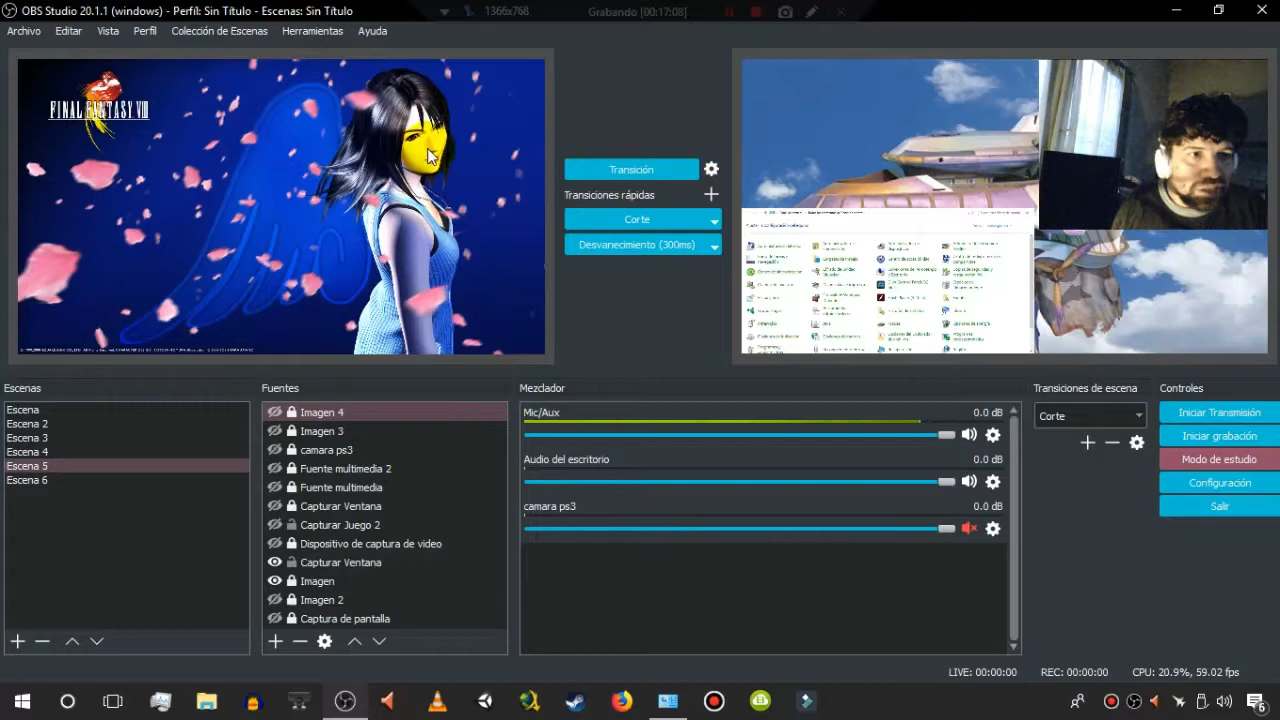 OBS Studio 20.1.1 (windows) - Perfil: Sin Título - Escenas: Sin Título
1366x768
Grabando [00:17:08]
Archivo Editar Vista Perfil Colección de Escenas Herramientas Ayuda
FINAL FANTASY VIII
Transición
Transiciones rápidas
Corte
Desvanecimiento (300ms)
Escenas
Escena
Escena 2
Escena 3
Escena 4
Escena 5
Escena 6
Fuentes
Imagen 4
Imagen 3
camara ps3
Fuente multimedia 2
Fuente multimedia
Capturar Ventana
Capturar Juego 2
Dispositivo de captura de video
Capturar Ventana
Imagen
Imagen 2
Captura de pantalla
Mezclador
Mic/Aux 0.0 dB
Audio del escritorio 0.0 dB
camara ps3 0.0 dB
Transiciones de escena
Corte
Controles
Iniciar Transmisión
Iniciar grabación
Modo de estudio
Configuración
Salir
LIVE: 00:00:00 REC: 00:00:00 CPU: 20.9%, 59.02 fps
6